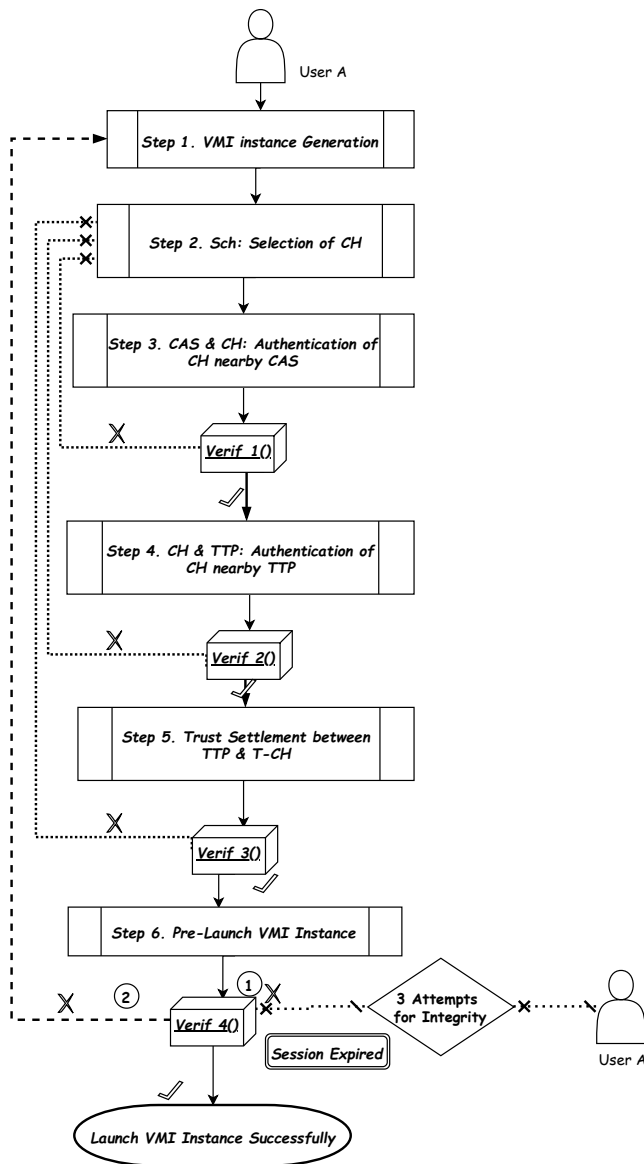 User A
Step 1. VMI instance Generation
Step 2. Sch: Selection of CH
Step 3. CAS & CH: Authentication of
CH nearby CAS
Verif 1()
Step 4. CH & TTP: Authentication of
CH nearby TTP
Verif 2()
Step 5. Trust Settlement between
TTP & T-CH
Verif 3()
Step 6. Pre-Launch VMI Instance
1
2
3 Attempts
for Integrity
Verif 4()
Session Expired
User A
Launch VMI Instance Successfully